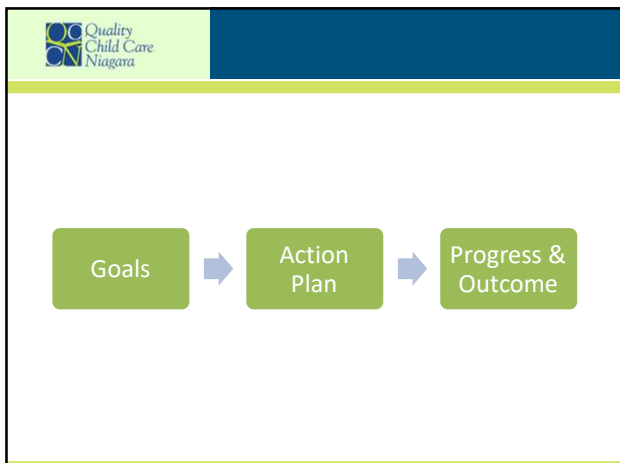 Quality
Child Care
Niagara
Goals
Action
Plan
Progress &
Outcome